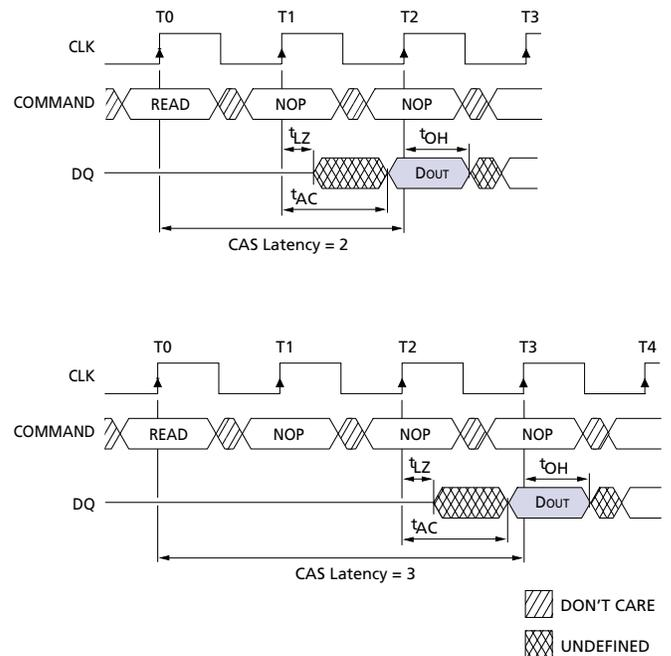 T0 T1 T2 T3
CLK
COMMAND READ NOP NOP
tLZ tOH
DQ DOUT
tAC
CAS Latency = 2
T0 T1 T2 T3 T4
CLK
COMMAND READ NOP NOP NOP
tLZ tOH
DQ DOUT
tAC
CAS Latency = 3
DON'T CARE
UNDEFINED